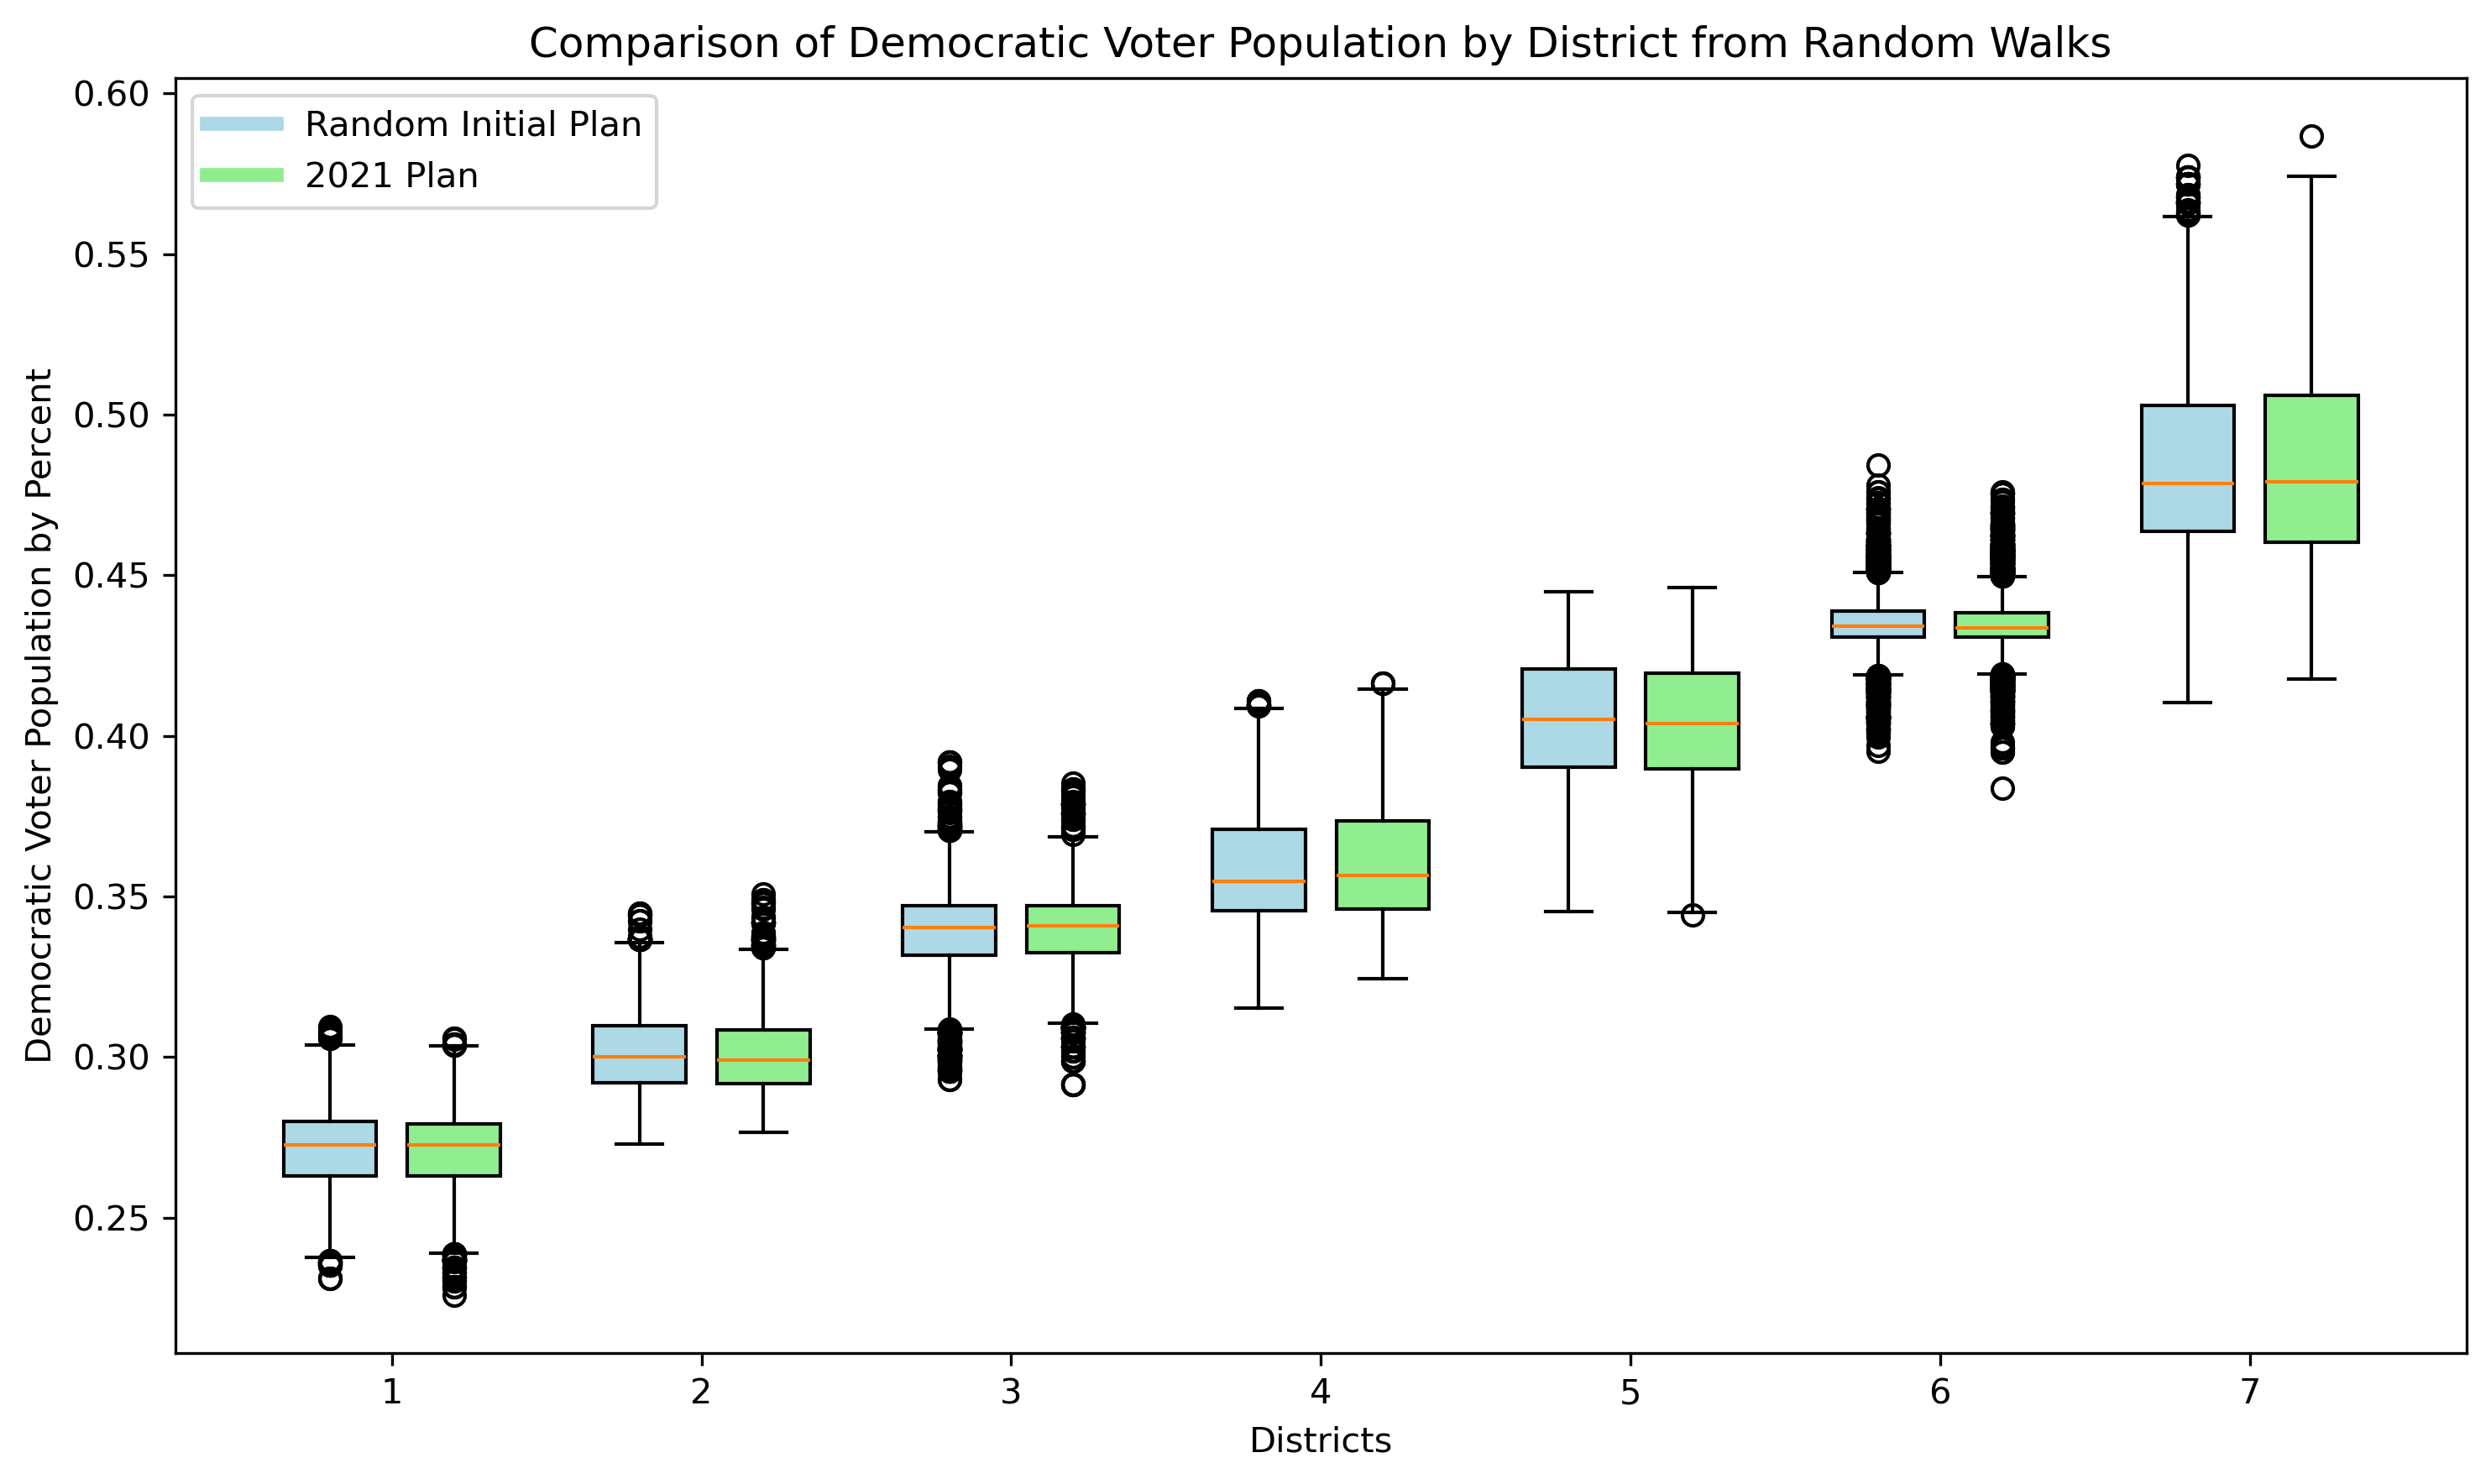 Comparison of Democratic Voter Population by District from Random Walks
Random Initial Plan
2021 Plan
Democratic Voter Population by Percent
0.60
0.55
0.50
0.45
0.40
0.35
0.30
0.25
1 2 3 4 5 6 7
Districts